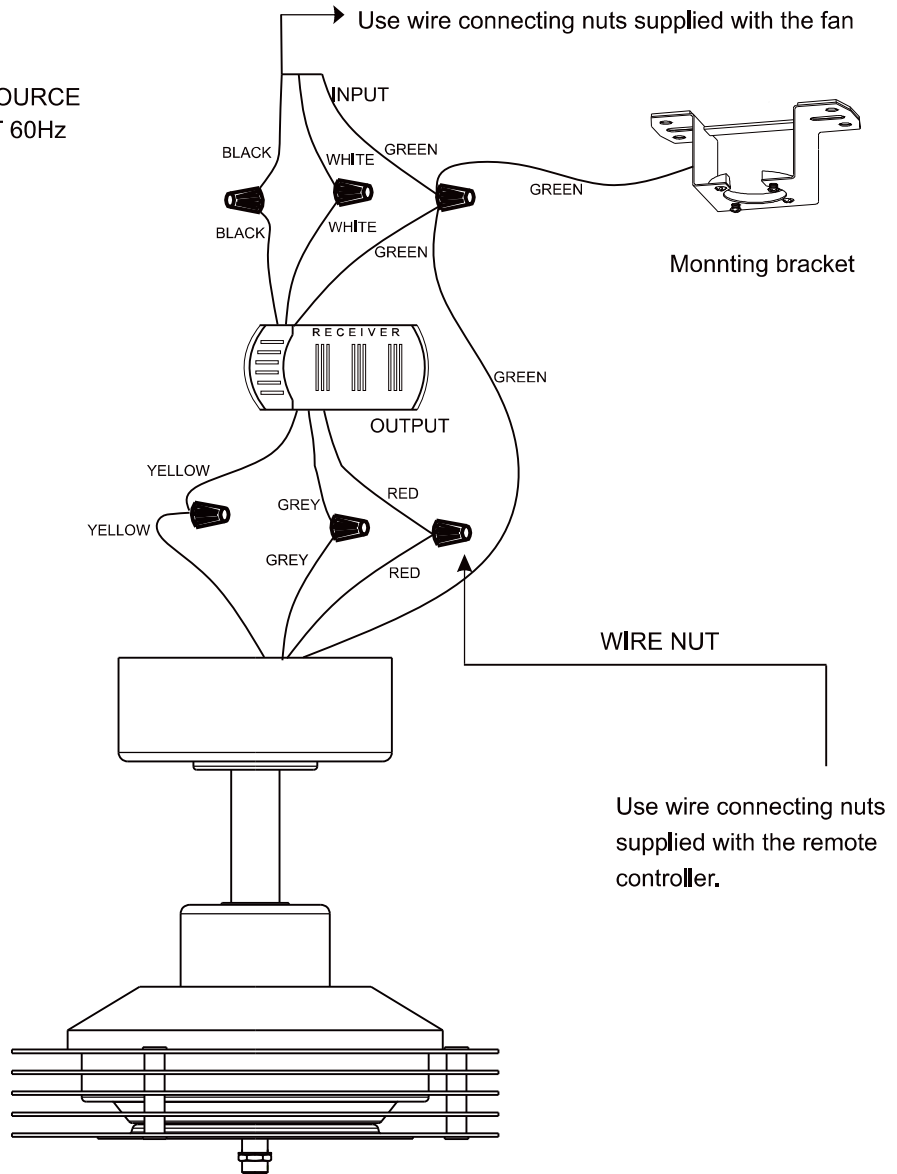 Use wire connecting nuts supplied with the fan
OURCE
60Hz
INPUT
BLACK
WHITE
GREEN
GREEN
BLACK
WHITE
GREEN
Monnting bracket
RECEIVER
GREEN
OUTPUT
YELLOW
GREY
RED
YELLOW
GREY
RED
WIRE NUT
Use wire connecting nuts
supplied with the remote
controller.